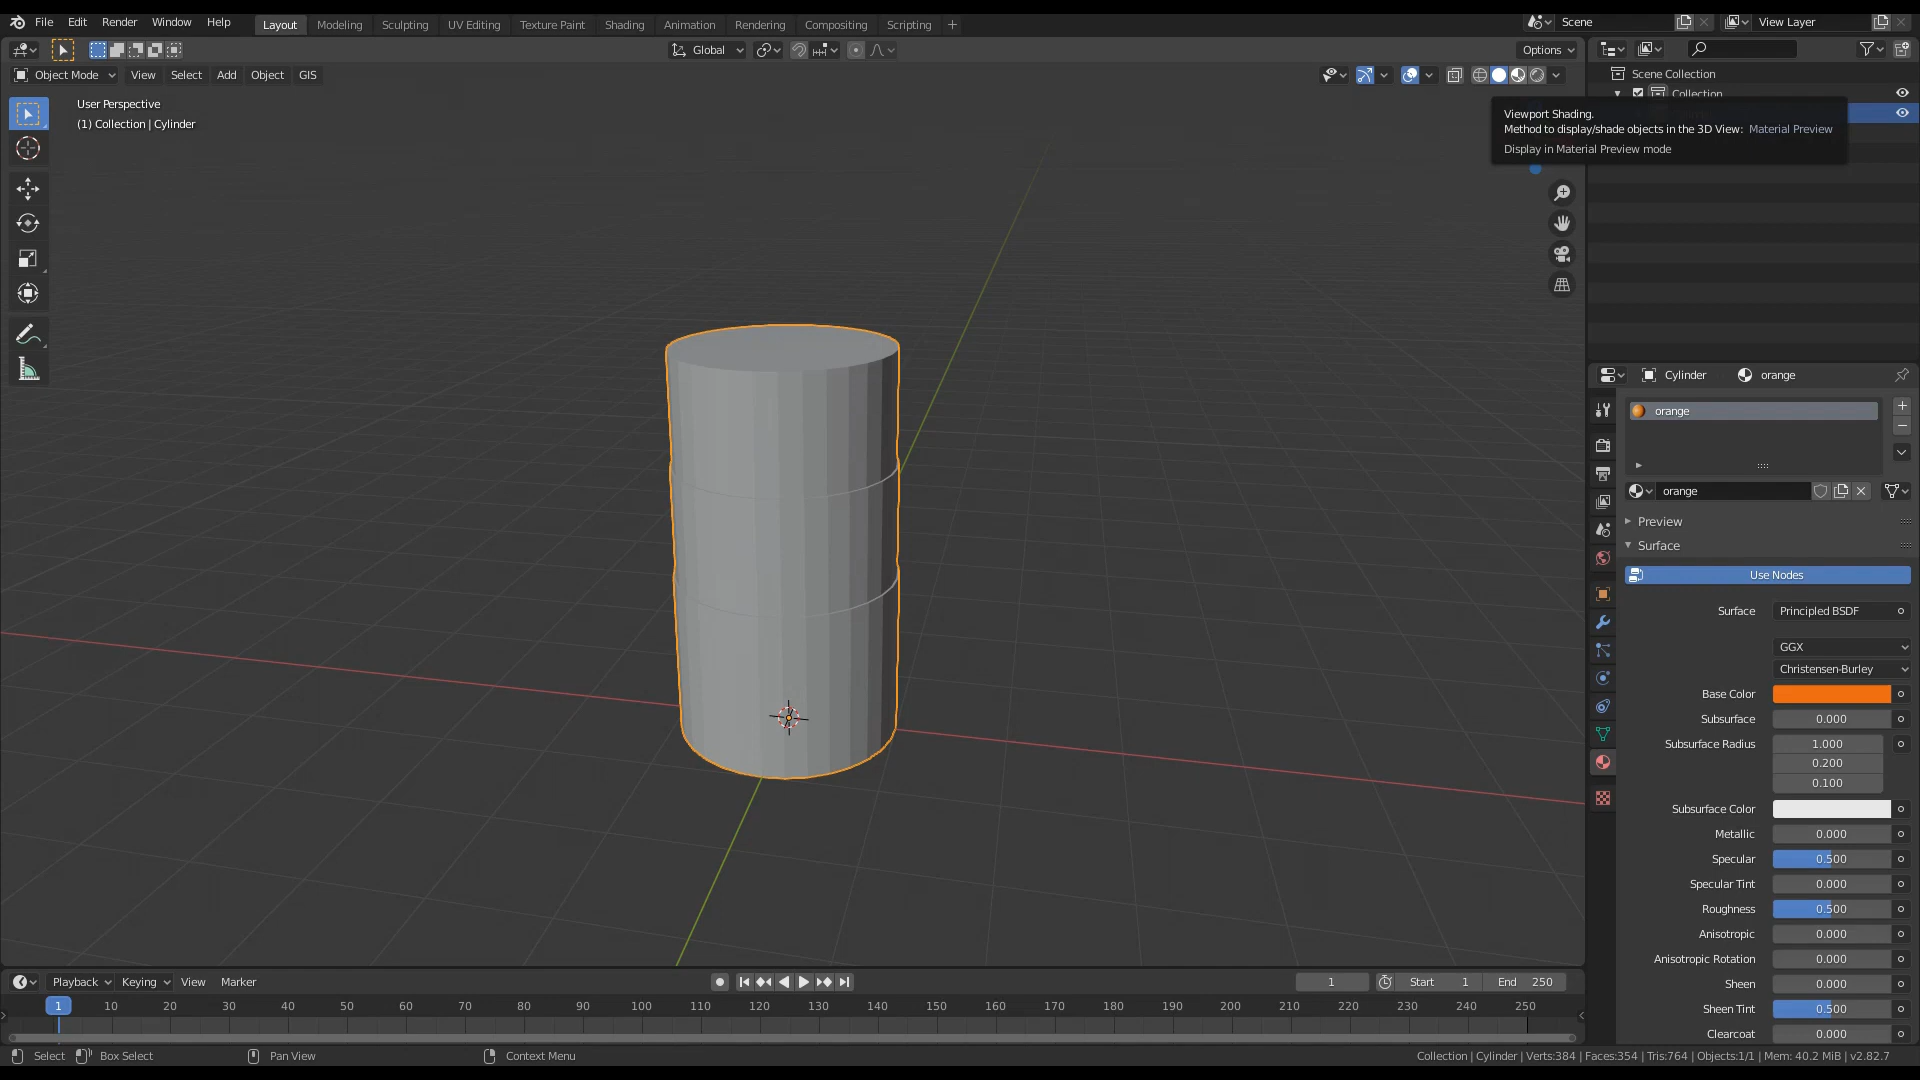 File Edit Render Window Help Layout Modeling Sculpting UV Editing Texture Paint Shading Animation Rendering Compositing Scripting + Scene View Layer
Global Options
Object Mode View Select Add Object GIS
User Perspective
(1) Collection | Cylinder
Scene Collection
Collection
Viewport Shading.
Method to display/shade objects in the 3D View: Material Preview
Display in Material Preview mode
Cylinder orange
orange
orange
Preview
Surface
Use Nodes
Surface Principled BSDF
GGX
Christensen-Burley
Base Color
Subsurface 0.000
Subsurface Radius 1.000
0.200
0.100
Subsurface Color
Metallic 0.000
Specular 0.500
Specular Tint 0.000
Roughness 0.500
Anisotropic 0.000
Anisotropic Rotation 0.000
Sheen 0.000
Sheen Tint 0.500
Clearcoat 0.000
Playback Keying View Marker 1 Start 1 End 250
1 10 20 30 40 50 60 70 80 90 100 110 120 130 140 150 160 170 180 190 200 210 220 230 240 250
Select Box Select Pan View Context Menu Collection | Cylinder | Verts:384 | Faces:354 | Tris:764 | Objects:1/1 | Mem: 40.2 MiB | v2.82.7